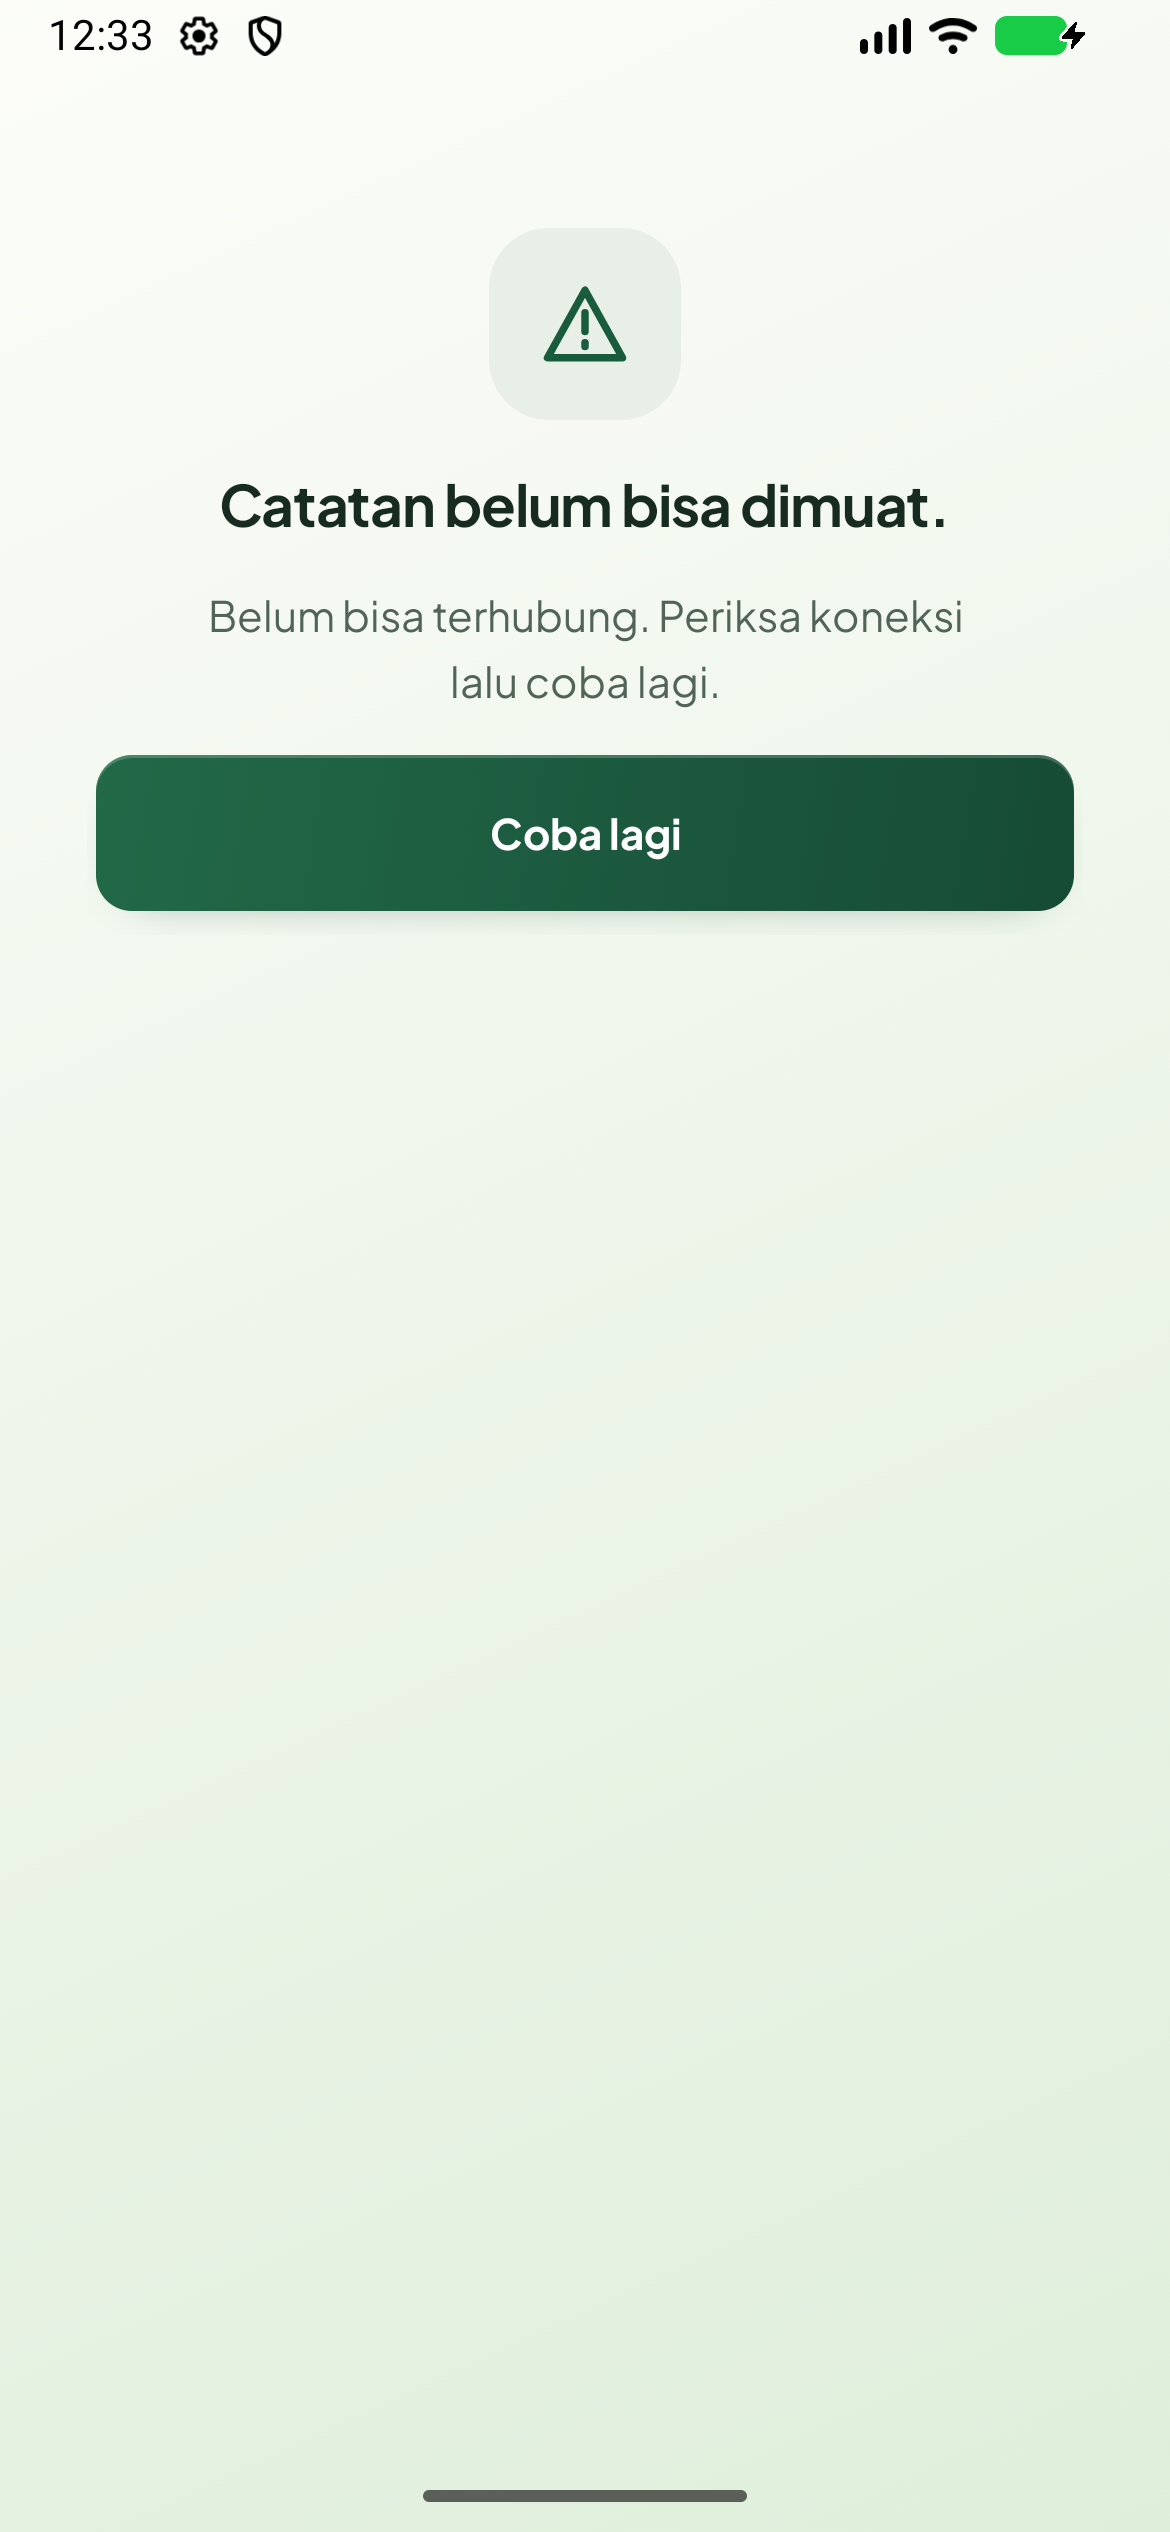 12:33
Catatan belum bisa dimuat.
Belum bisa terhubung. Periksa koneksi
lalu coba lagi.
Coba lagi